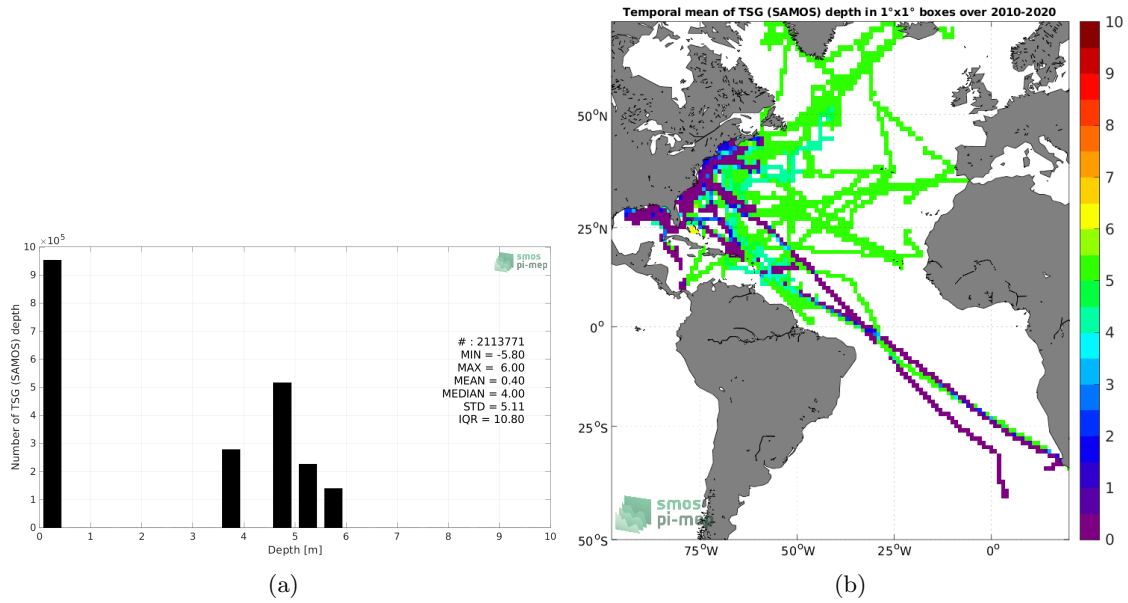 Temporal mean of TSG (SAMOS) depth in 1°x1° boxes over 2010-2020
×10⁵
10
9
8
7
6
5
4
3
2
1
0
Number of TSG (SAMOS) depth
0 1 2 3 4 5 6 7 8 9 10
Depth [m]
smos
pi-mep
# : 2113771
MIN = -5.80
MAX = 6.00
MEAN = 0.40
MEDIAN = 4.00
STD = 5.11
IQR = 10.80
(a)
50°N
25°N
0°
25°S
50°S
75°W 50°W 25°W 0°
smos
pi-mep
10
9
8
7
6
5
4
3
2
1
0
(b)